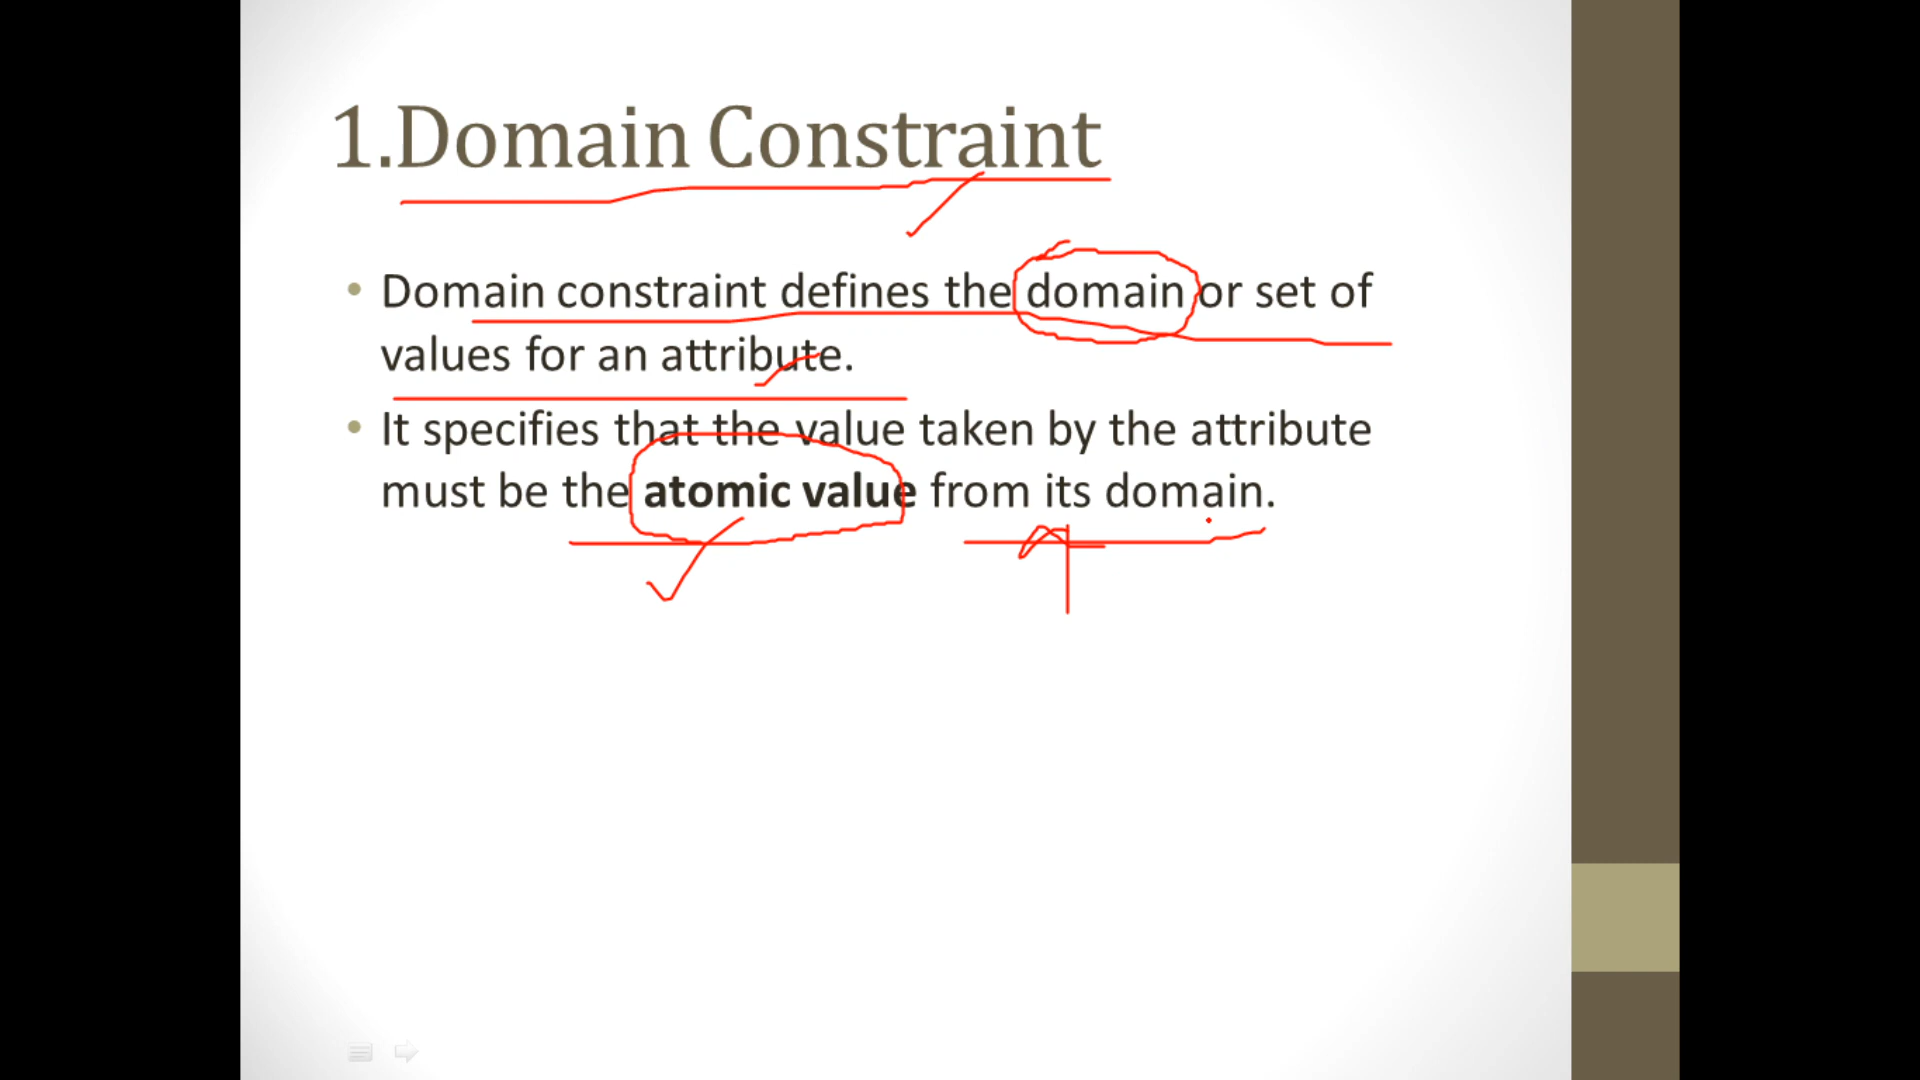 1.Domain Constraint
• Domain constraint defines the domain or set of
values for an attribute.
• It specifies that the value taken by the attribute
must be the atomic value from its domain.